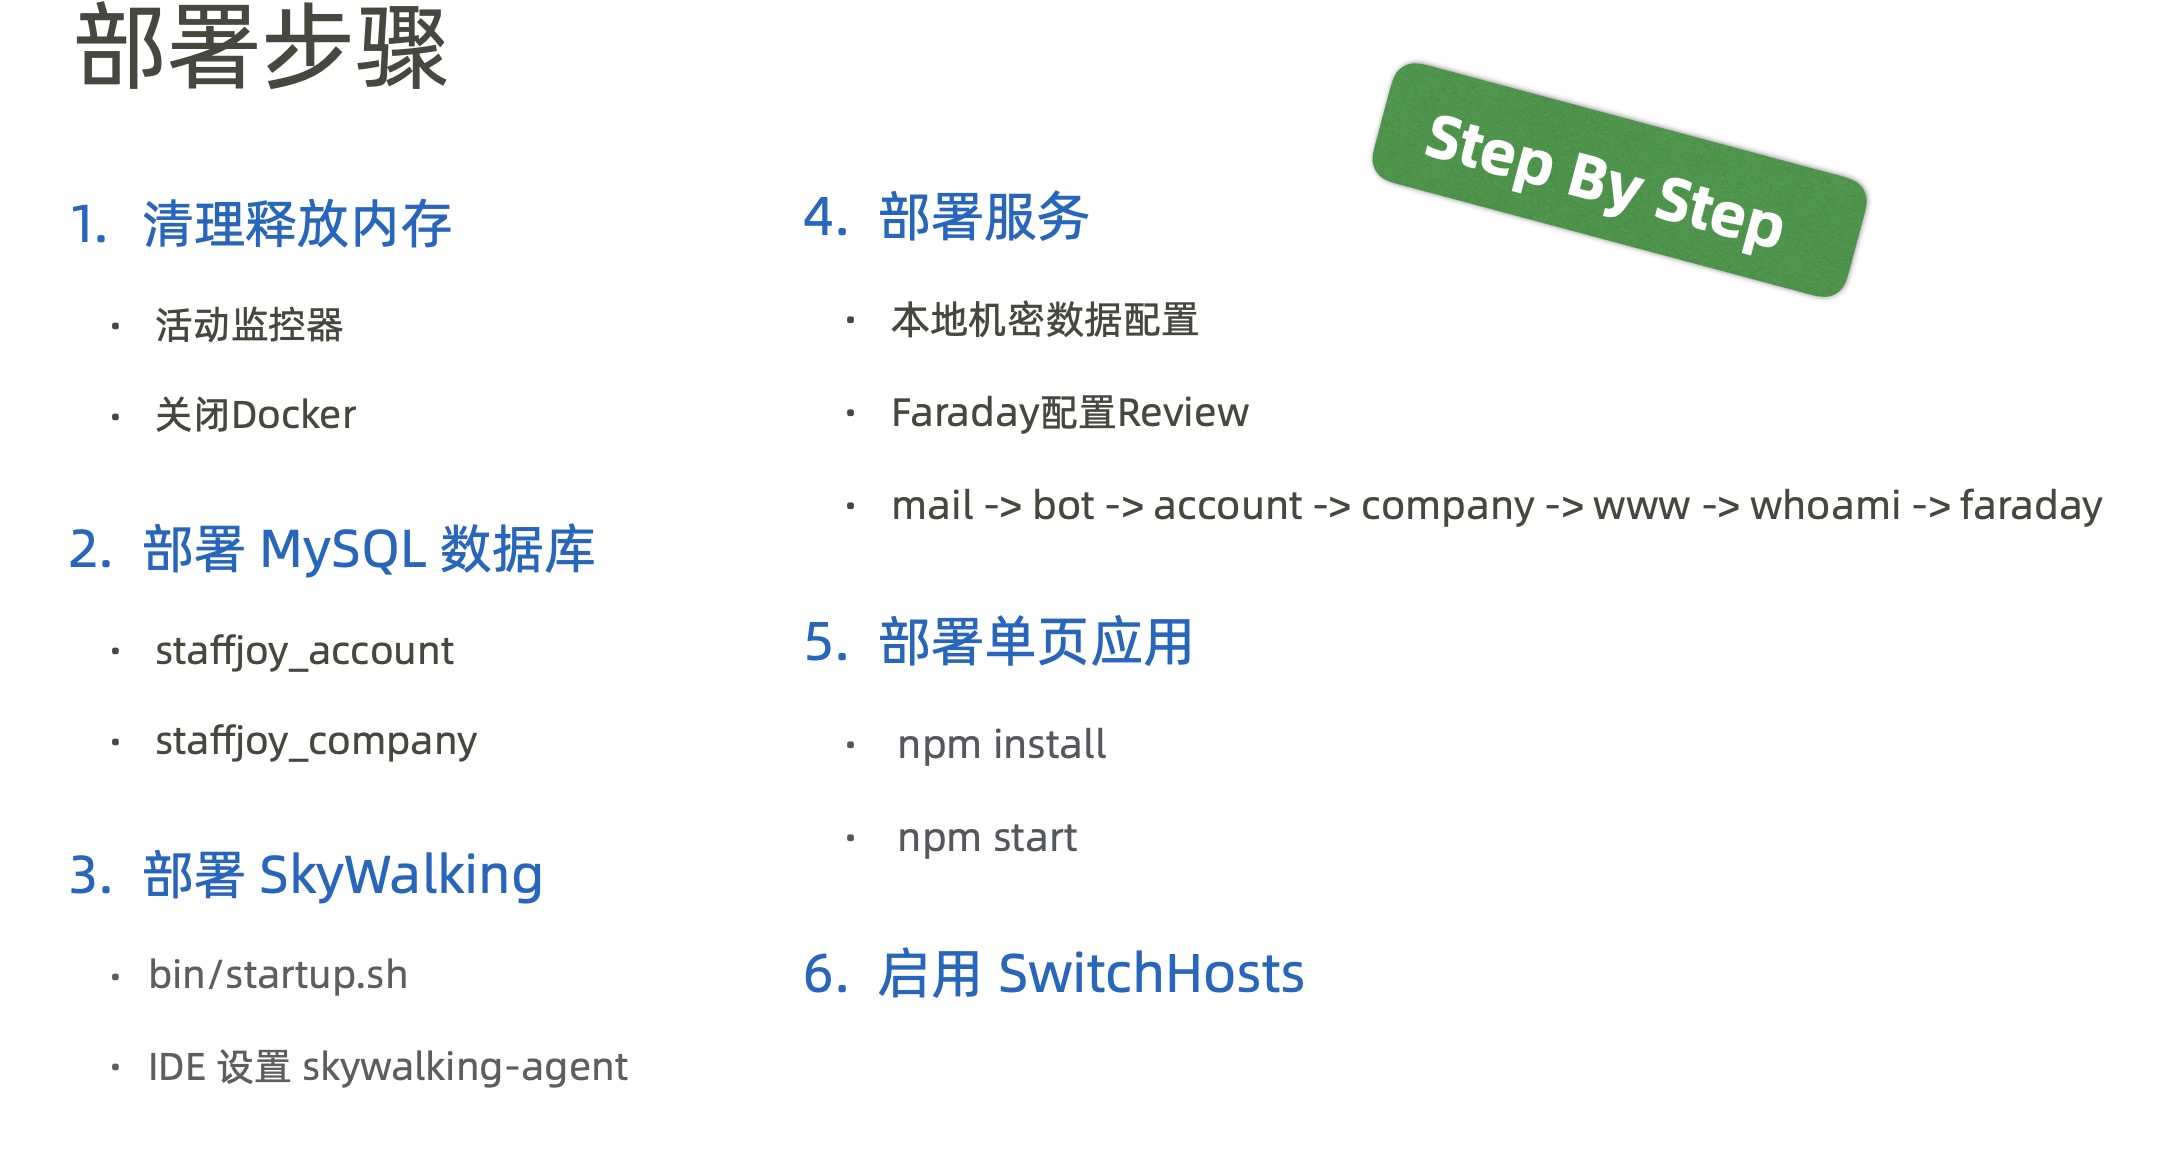 部署步骤
Step By Step
1. 清理释放内存
· 活动监控器
· 关闭Docker
2. 部署 MySQL 数据库
· staffjoy_account
· staffjoy_company
3. 部署 SkyWalking
· bin/startup.sh
· IDE 设置 skywalking-agent
4. 部署服务
· 本地机密数据配置
· Faraday配置Review
· mail -> bot -> account -> company -> www -> whoami -> faraday
5. 部署单页应用
· npm install
· npm start
6. 启用 SwitchHosts